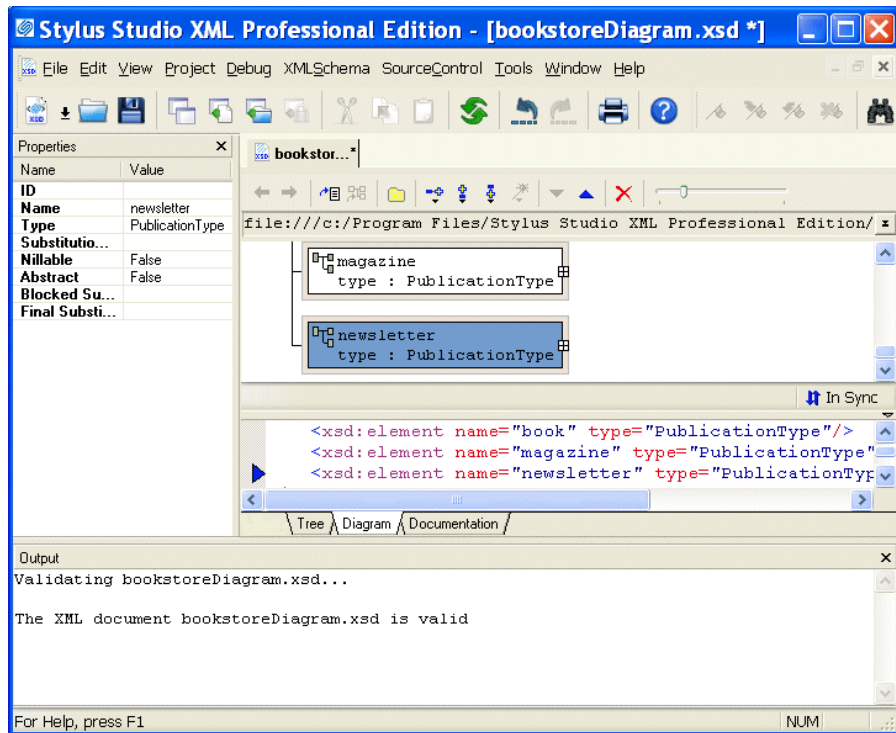 Stylus Studio XML Professional Edition - [bookstoreDiagram.xsd *]
File Edit View Project Debug XMLSchema SourceControl Tools Window Help
Properties
Name Value
ID
Name newsletter
Type PublicationType
Substitutio...
Nillable False
Abstract False
Blocked Su...
Final Substi...
bookstor...*
file:///c:/Program Files/Stylus Studio XML Professional Edition/
magazine
type : PublicationType
newsletter
type : PublicationType
In Sync
<xsd:element name="book" type="PublicationType"/>
<xsd:element name="magazine" type="PublicationType"
<xsd:element name="newsletter" type="PublicationTyp
Tree Diagram Documentation
Output
Validating bookstoreDiagram.xsd...
The XML document bookstoreDiagram.xsd is valid
For Help, press F1
NUM